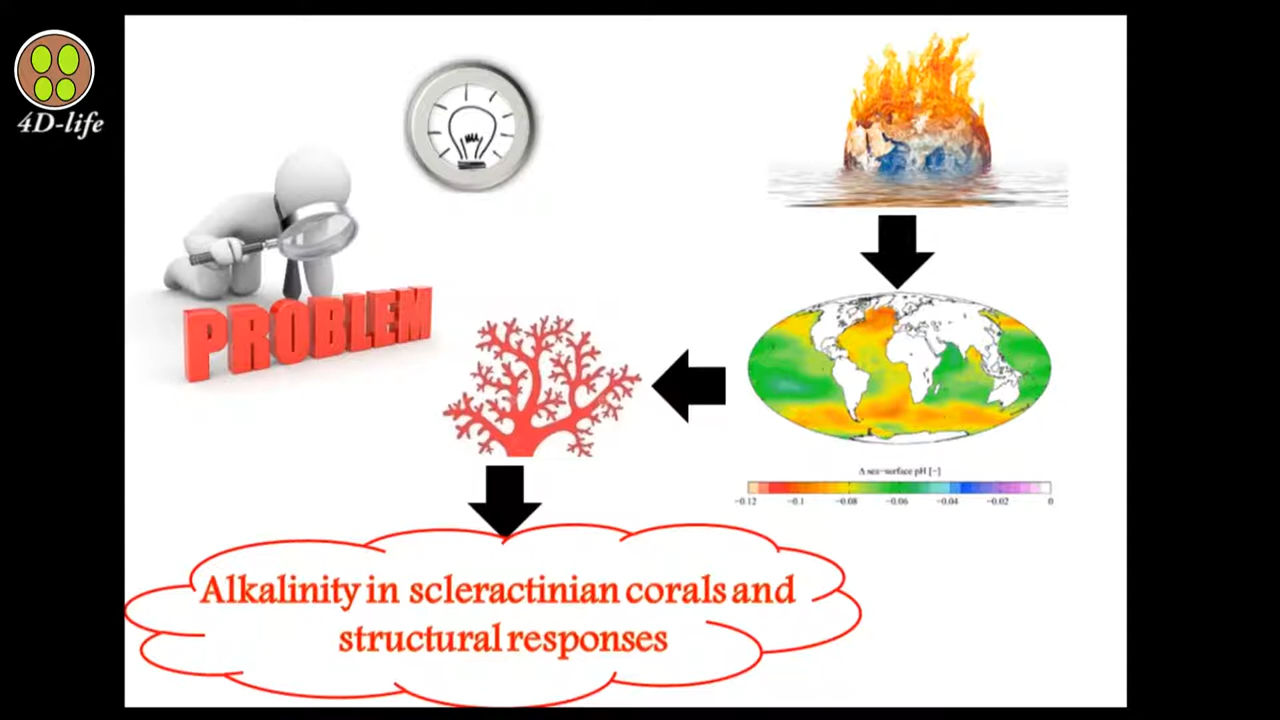 4D-life
PROBLEM
Δ sea-surface pH [-]
-0.12 -0.1 -0.08 -0.06 -0.04 -0.02 0
Alkalinity in scleractinian corals and
structural responses